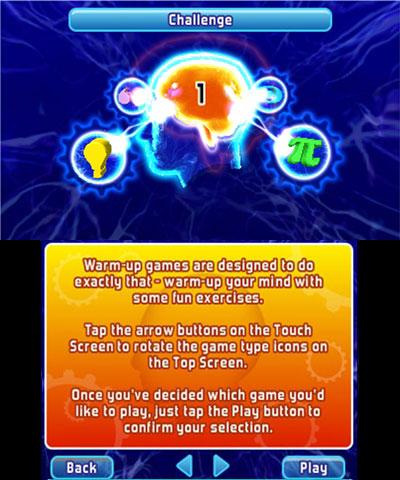 Challenge
1
π
Warm-up games are designed to do
exactly that - warm-up your mind with
some fun exercises.
Tap the arrow buttons on the Touch
Screen to rotate the game type icons on
the Top Screen.
Once you've decided which game you'd
like to play, just tap the Play button to
confirm your selection.
Back
Play